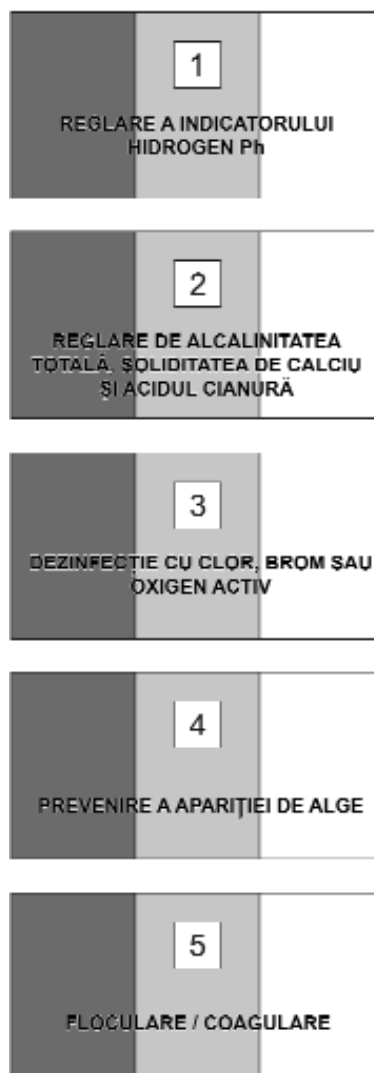 1
REGLARE A INDICATORULUI
HIDROGEN Ph
2
REGLARE DE ALCALINITATEA
TOTALĂ, SOLIDITATEA DE CALCIU
ȘI ACIDUL CIANURĂ
3
DEZINFECȚIE CU CLOR, BROM SAU
OXIGEN ACTIV
4
PREVENIRE A APARIȚIEI DE ALGE
5
FLOCULARE / COAGULARE